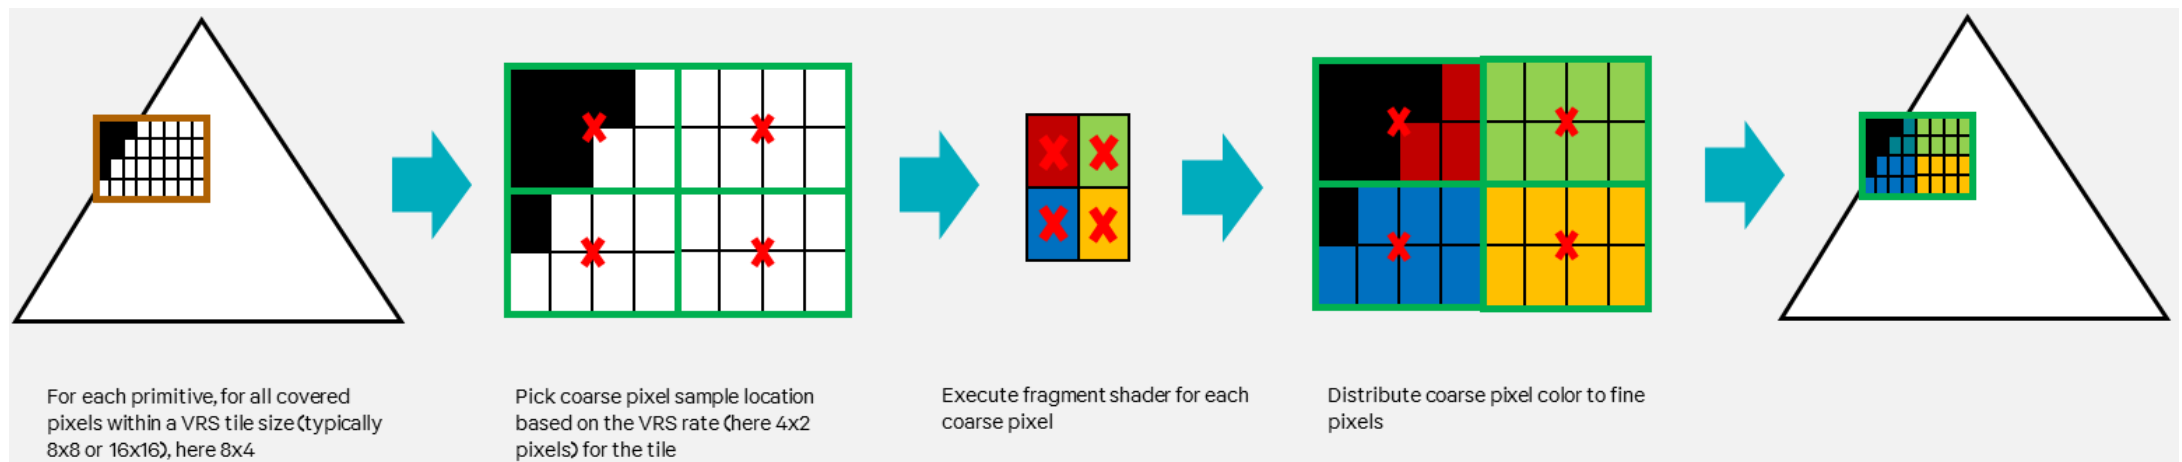 For each primitive, for all covered
pixels within a VRS tile size (typically
8x8 or 16x16), here 8x4
Pick coarse pixel sample location
based on the VRS rate (here 4x2
pixels) for the tile
Execute fragment shader for each
coarse pixel
Distribute coarse pixel color to fine
pixels